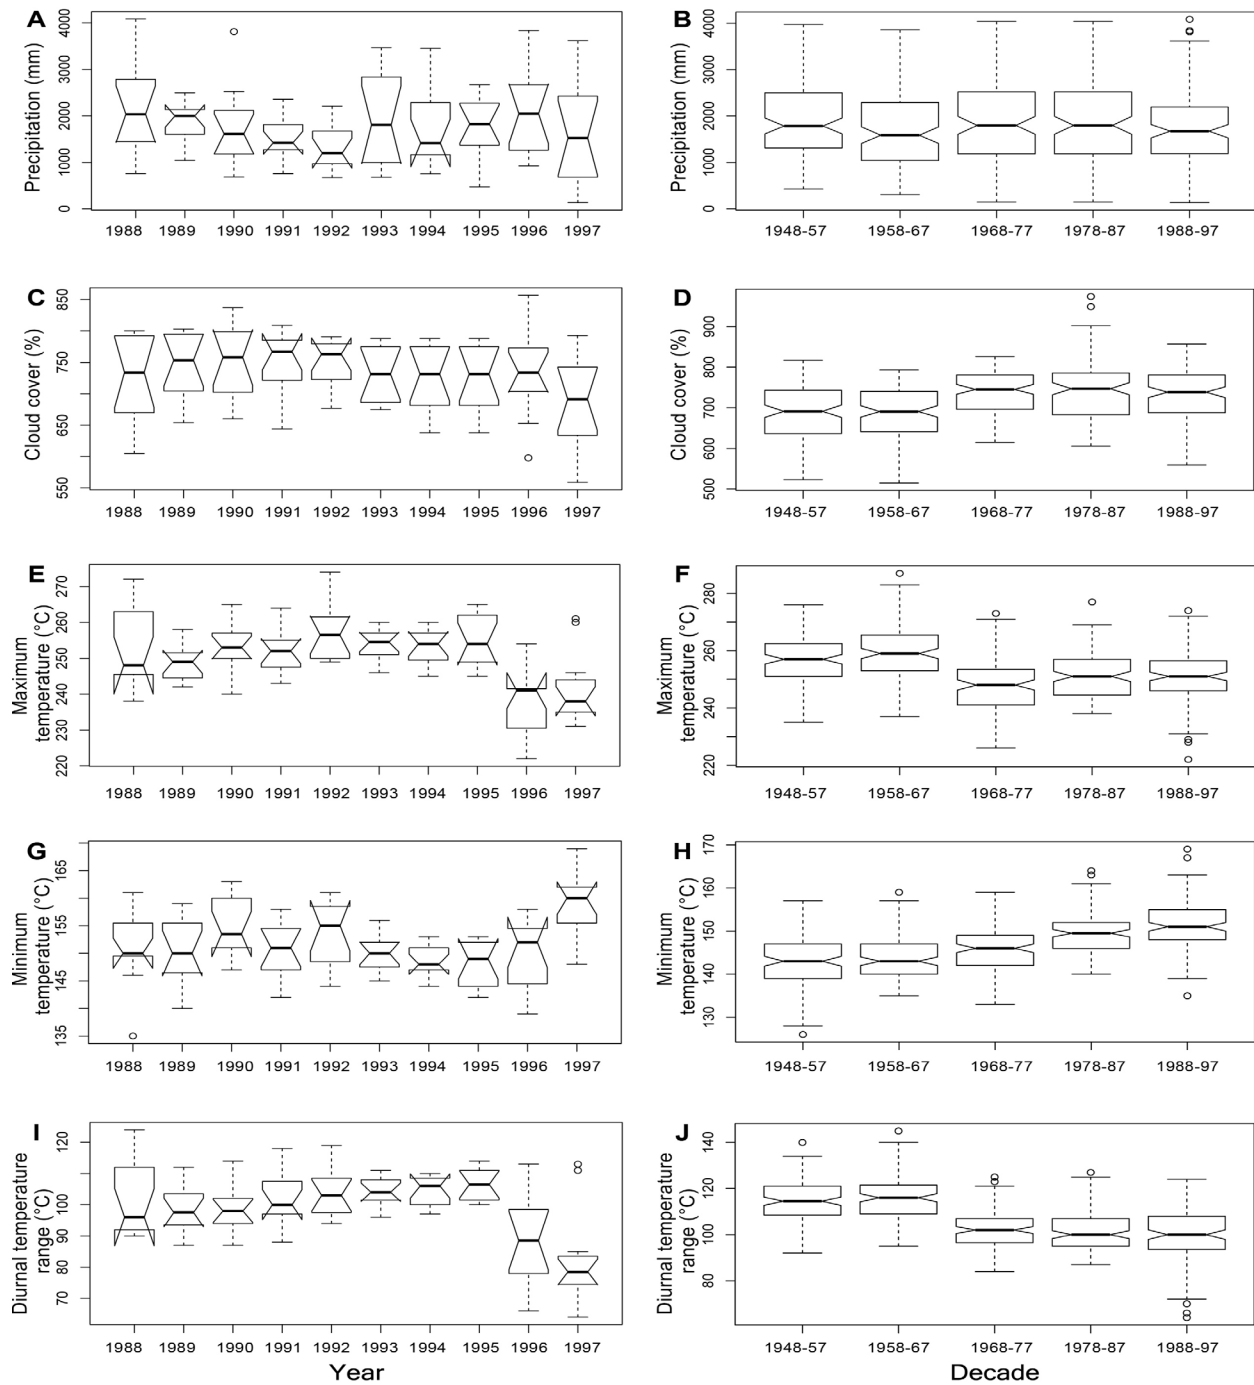 A
Precipitation (mm)
4000
3000
2000
1000
0
1988 1989 1990 1991 1992 1993 1994 1995 1996 1997
B
Precipitation (mm)
4000
3000
2000
1000
0
1948-57 1958-67 1968-77 1978-87 1988-97
C
Cloud cover (%)
850
750
650
550
1988 1989 1990 1991 1992 1993 1994 1995 1996 1997
D
Cloud cover (%)
900
800
700
600
500
1948-57 1958-67 1968-77 1978-87 1988-97
E
Maximum
temperature (°C)
270
260
250
240
230
220
1988 1989 1990 1991 1992 1993 1994 1995 1996 1997
F
Maximum
temperature (°C)
280
260
240
220
1948-57 1958-67 1968-77 1978-87 1988-97
G
Minimum
temperature (°C)
165
155
145
135
1988 1989 1990 1991 1992 1993 1994 1995 1996 1997
H
Minimum
temperature (°C)
170
160
150
140
130
1948-57 1958-67 1968-77 1978-87 1988-97
I
Diurnal temperature
range (°C)
120
100
90
80
70
1988 1989 1990 1991 1992 1993 1994 1995 1996 1997
Year
J
Diurnal temperature
range (°C)
140
120
100
80
1948-57 1958-67 1968-77 1978-87 1988-97
Decade